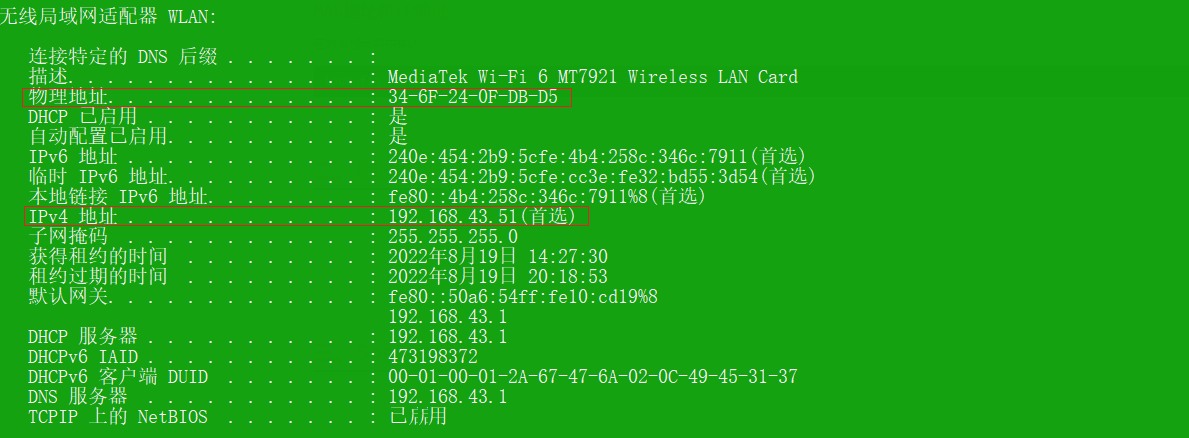 无线局域网适配器 WLAN:
连接特定的 DNS 后缀 . . . . . . . :
描述. . . . . . . . . . . . . . . : MediaTek Wi-Fi 6 MT7921 Wireless LAN Card
物理地址. . . . . . . . . . . . . : 34-6F-24-0F-DB-D5
DHCP 已启用 . . . . . . . . . . . : 是
自动配置已启用. . . . . . . . . . : 是
IPv6 地址 . . . . . . . . . . . . : 240e:454:2b9:5cfe:4b4:258c:346c:7911(首选)
临时 IPv6 地址. . . . . . . . . . : 240e:454:2b9:5cfe:cc3e:fe32:bd55:3d54(首选)
本地链接 IPv6 地址. . . . . . . . : fe80::4b4:258c:346c:7911%8(首选)
IPv4 地址 . . . . . . . . . . . . : 192.168.43.51(首选)
子网掩码 . . . . . . . . . . . . : 255.255.255.0
获得租约的时间 . . . . . . . . . : 2022年8月19日 14:27:30
租约过期的时间 . . . . . . . . . : 2022年8月19日 20:18:53
默认网关. . . . . . . . . . . . . : fe80::50a6:54ff:fe10:cd19%8
192.168.43.1
DHCP 服务器 . . . . . . . . . . . : 192.168.43.1
DHCPv6 IAID . . . . . . . . . . . : 473198372
DHCPv6 客户端 DUID . . . . . . . : 00-01-00-01-2A-67-47-6A-02-0C-49-45-31-37
DNS 服务器 . . . . . . . . . . . : 192.168.43.1
TCPIP 上的 NetBIOS . . . . . . . : 已启用